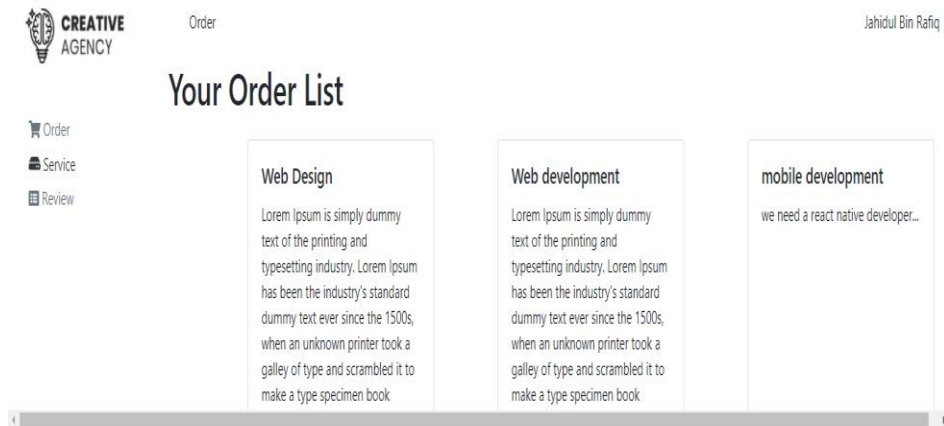 CREATIVE
AGENCY
Order
Jahidul Bin Rafiq
Your Order List
Order
Service
Review
Web Design
Lorem Ipsum is simply dummy
text of the printing and
typesetting industry. Lorem Ipsum
has been the industry's standard
dummy text ever since the 1500s,
when an unknown printer took a
galley of type and scrambled it to
make a type specimen book
Web development
Lorem Ipsum is simply dummy
text of the printing and
typesetting industry. Lorem Ipsum
has been the industry's standard
dummy text ever since the 1500s,
when an unknown printer took a
galley of type and scrambled it to
make a type specimen book
mobile development
we need a react native developer...